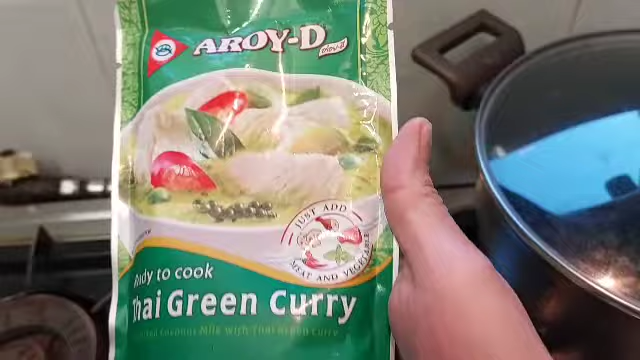 AROY-D
JUST ADD
MEAT AND VEGETABLE
Ready to cook
Thai Green Curry
Coconut Milk with Thai Green Curry